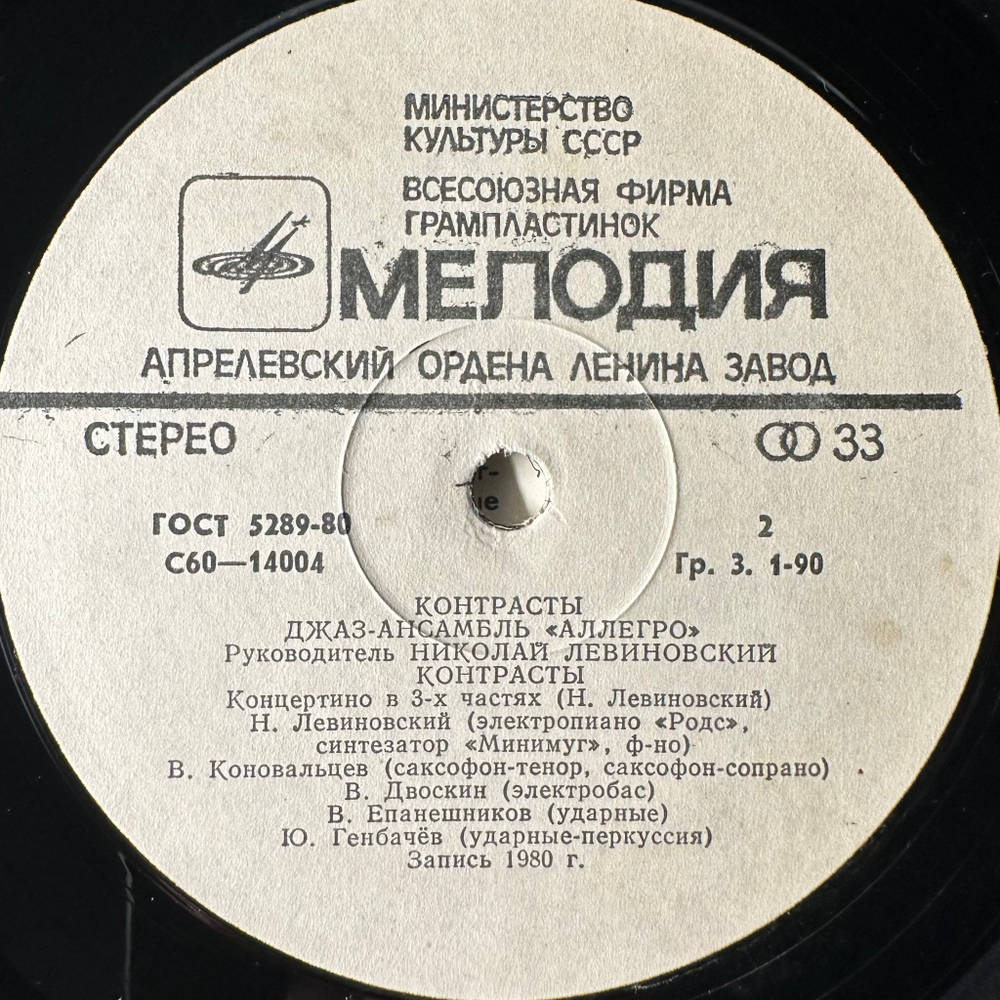 МИНИСТЕРСТВО
КУЛЬТУРЫ СССР
ВСЕСОЮЗНАЯ ФИРМА
ГРАМПЛАСТИНОК
МЕЛОДИЯ
АПРЕЛЕВСКИЙ ОРДЕНА ЛЕНИНА ЗАВОД
СТЕРЕО 33
ГОСТ 5289-80 2
С60—14004 Гр. 3. 1-90
КОНТРАСТЫ
ДЖАЗ-АНСАМБЛЬ «АЛЛЕГРО»
Руководитель НИКОЛАЙ ЛЕВИНОВСКИЙ
КОНТРАСТЫ
Концертино в 3-х частях (Н. Левиновский)
Н. Левиновский (электропиано «Родс»,
синтезатор «Минимуг», ф-но)
В. Коновальцев (саксофон-тенор, саксофон-сопрано)
В. Двоскин (электробас)
В. Епанешников (ударные)
Ю. Генбачёв (ударные-перкуссия)
Запись 1980 г.